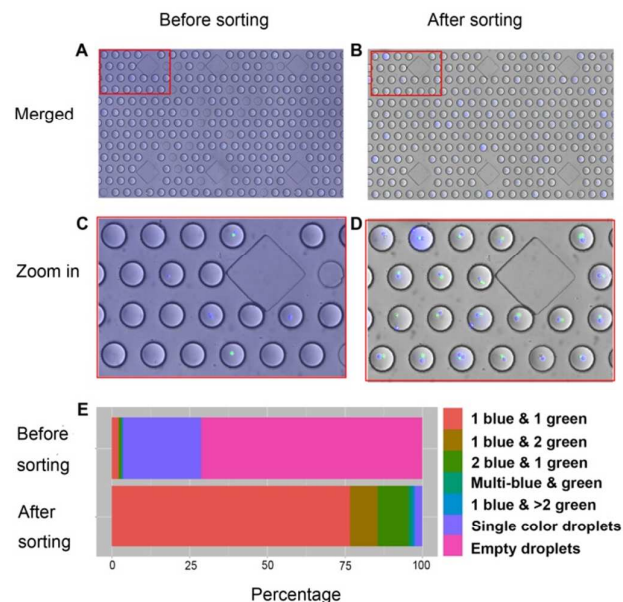 Before sorting
After sorting
A
B
Merged
C
D
Zoom in
E
Before
sorting
After
sorting
1 blue & 1 green
1 blue & 2 green
2 blue & 1 green
Multi-blue & green
1 blue & >2 green
Single color droplets
Empty droplets
0
25
50
75
100
Percentage